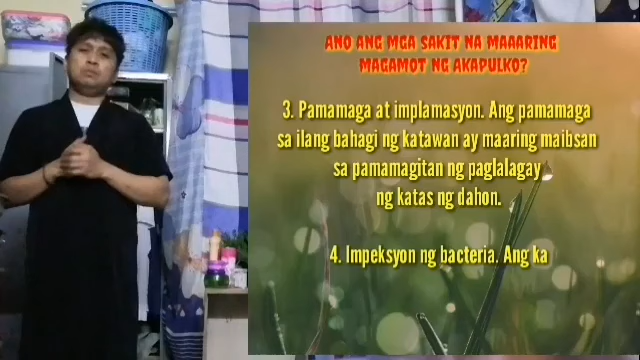 ANO ANG MGA SAKIT NA MAAARING
MAGAMOT NG AKAPULKO?
3. Pamamaga at implamasyon. Ang pamamaga
sa ilang bahagi ng katawan ay maaring maibsan
sa pamamagitan ng paglalagay
ng katas ng dahon.
4. Impeksyon ng bacteria. Ang ka